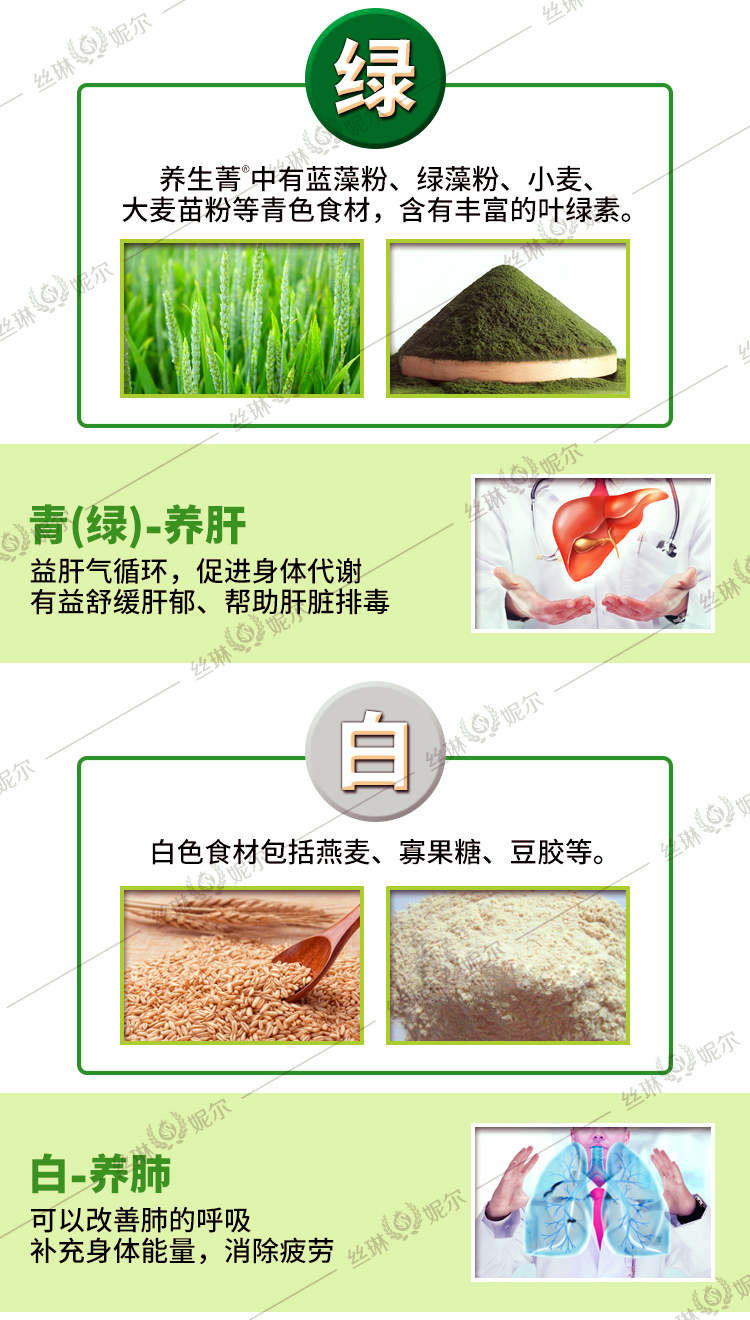 绿
养生菁®中有蓝藻粉、绿藻粉、小麦、
大麦苗粉等青色食材，含有丰富的叶绿素。
青(绿)-养肝
益肝气循环，促进身体代谢
有益舒缓肝郁、帮助肝脏排毒
白
白色食材包括燕麦、寡果糖、豆胶等。
白-养肺
可以改善肺的呼吸
补充身体能量，消除疲劳
丝琳 妮尔